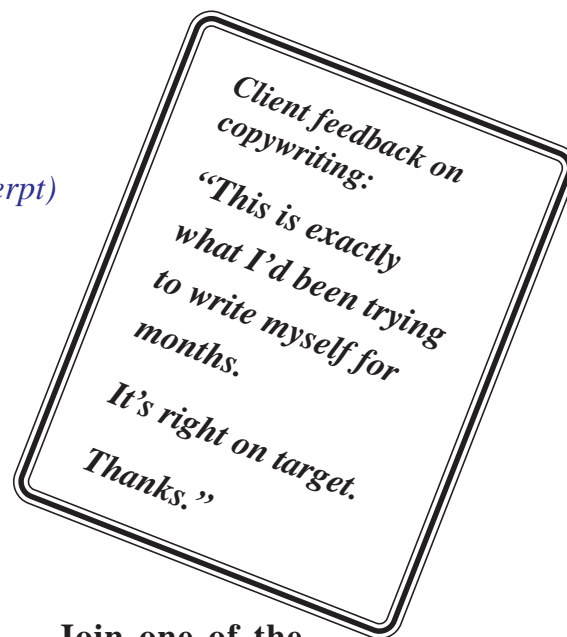 erpt)
Client feedback on
copywriting:
“This is exactly
what I’d been trying
to write myself for
months.
It’s right on target.
Thanks.”
Join one of the